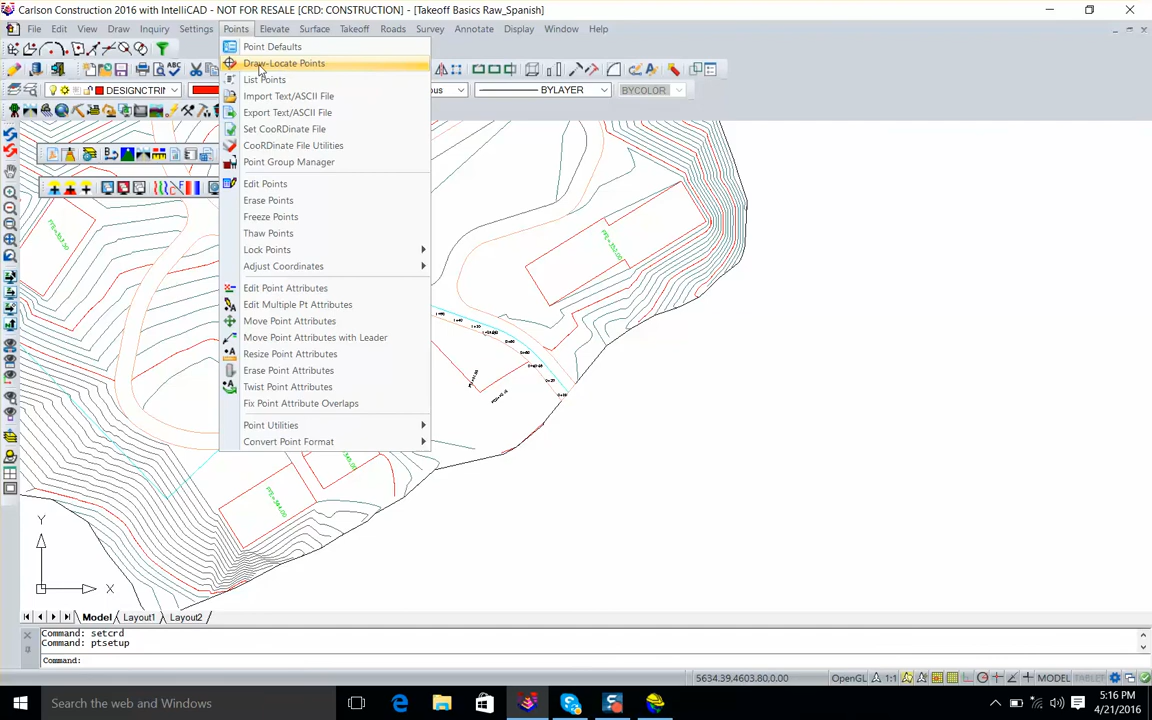 Carlson Construction 2016 with IntelliCAD - NOT FOR RESALE [CRD: CONSTRUCTION] - [Takeoff Basics Raw_Spanish]
File Edit View Draw Inquiry Settings Points Elevate Surface Takeoff Roads Survey Annotate Display Window Help
Point Defaults
Draw-Locate Points
List Points
Import Text/ASCII File
Export Text/ASCII File
Set CooRDinate File
CooRDinate File Utilities
Point Group Manager
Edit Points
Erase Points
Freeze Points
Thaw Points
Lock Points
Adjust Coordinates
Edit Point Attributes
Edit Multiple Pt Attributes
Move Point Attributes
Move Point Attributes with Leader
Resize Point Attributes
Erase Point Attributes
Twist Point Attributes
Fix Point Attribute Overlaps
Point Utilities
Convert Point Format
DESIGNCTRIN
ous
BYLAYER
BYCOLOR
Y
X
Model Layout1 Layout2
Command: setcrd
Command: ptsetup
Command:
5634.39,4603.80,0.00 OpenGL 1:1 MODEL TABLET
Search the web and Windows
5:16 PM
4/21/2016